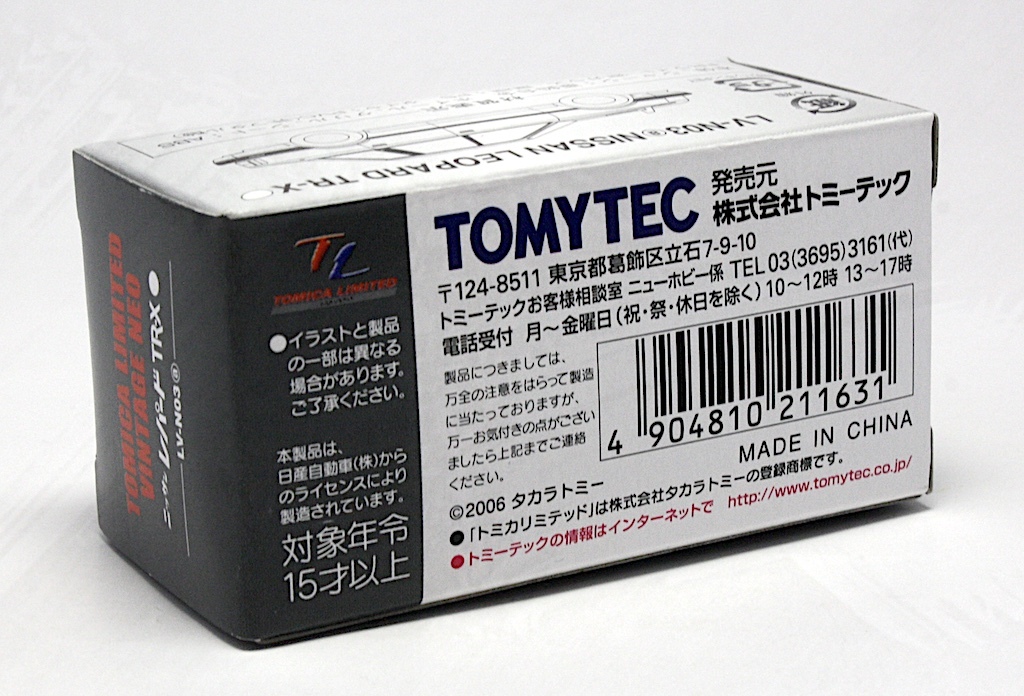 LV-N03ⓐNISSAN LEOPARD TR-X
TOMICA LIMITED
VINTAGE NEO
LV-N03ⓐ
TL
TOMICA LIMITED
●イラストと製品
の一部は異なる
場合があります。
ご了承ください。
本製品は、
日産自動車(株)から
のライセンスにより
製造されています。
対象年令
15才以上
TOMYTEC
発売元
株式会社トミーテック
〒124-8511 東京都葛飾区立石7-9-10
トミーテックお客様相談室 ニューホビー係 TEL 03(3695)3161(代)
電話受付 月〜金曜日(祝・祭・休日を除く)10〜12時 13〜17時
製品につきましては、
万全の注意をはらって製造
に当たっておりますが、
万一お気付きの点がござい
ましたら上記までご連絡
ください。
4 904810 211631
MADE IN CHINA
©2006 タカラトミー
●「トミカリミテッド」は株式会社タカラトミーの登録商標です。
●トミーテックの情報はインターネットで http://www.tomytec.co.jp/